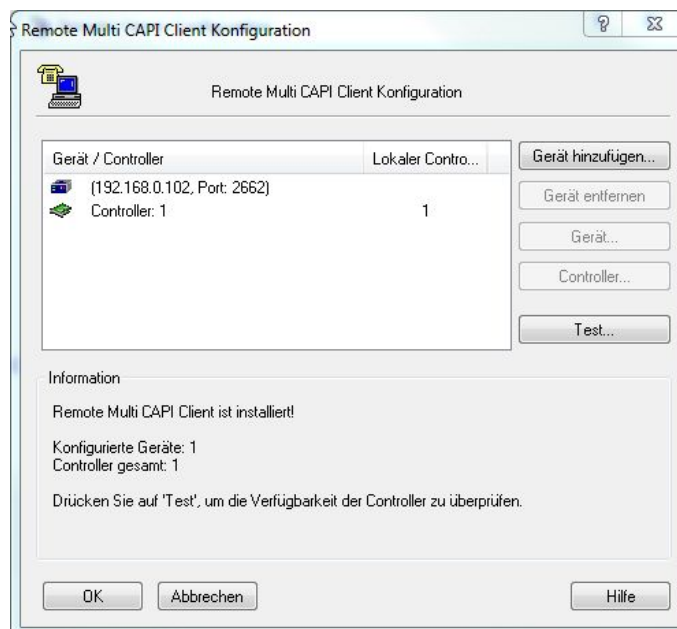 Remote Multi CAPI Client Konfiguration
Remote Multi CAPI Client Konfiguration
Gerät / Controller Lokaler Contro...
(192.168.0.102, Port: 2662)
Controller: 1 1
Gerät hinzufügen...
Gerät entfernen
Gerät...
Controller...
Test...
Information
Remote Multi CAPI Client ist installiert!
Konfigurierte Geräte: 1
Controller gesamt: 1
Drücken Sie auf 'Test', um die Verfügbarkeit der Controller zu überprüfen.
OK Abbrechen Hilfe